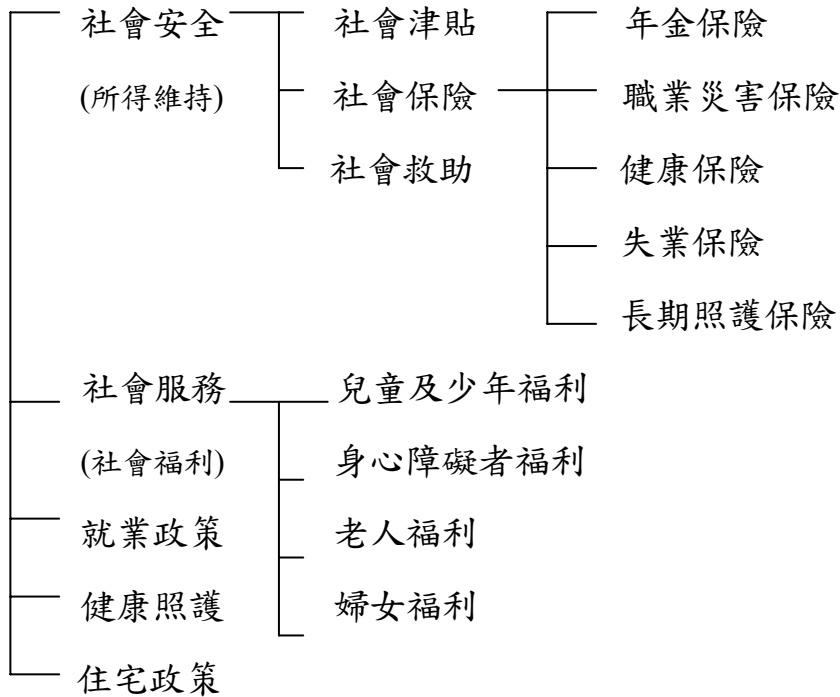 社會安全 社會津貼 年金保險
(所得維持) 社會保險 職業災害保險
社會救助 健康保險
失業保險
長期照護保險
社會服務 兒童及少年福利
(社會福利) 身心障礙者福利
就業政策 老人福利
健康照護 婦女福利
住宅政策